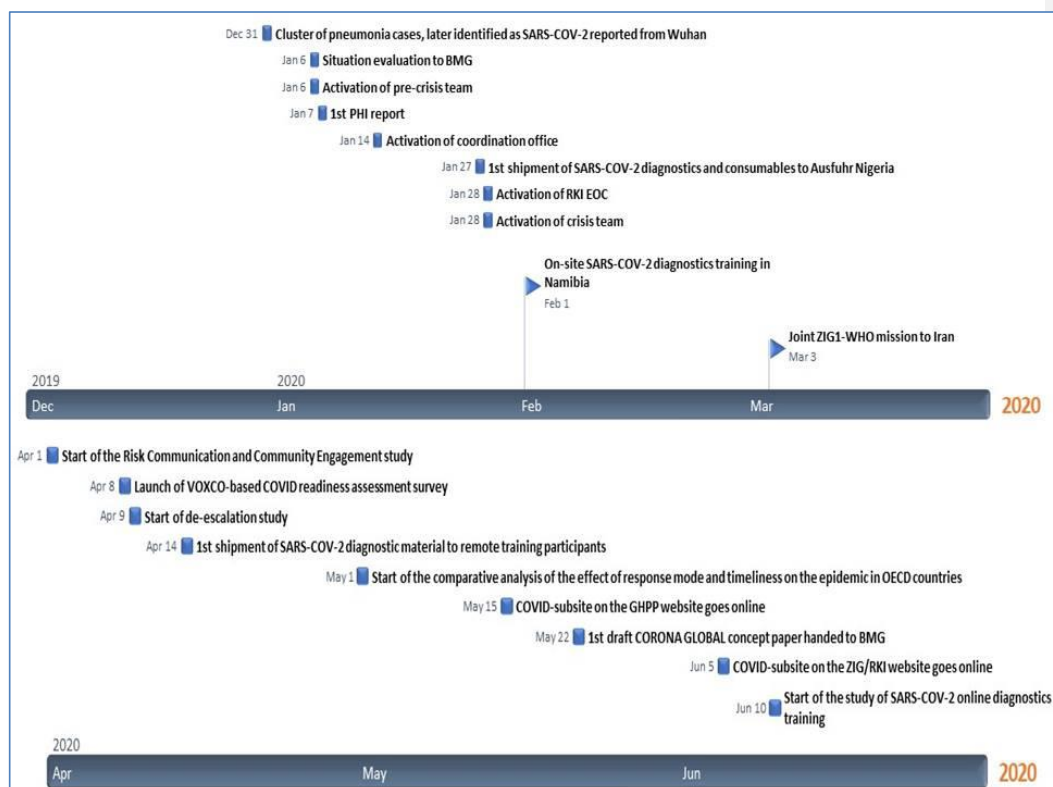 Dec 31 Cluster of pneumonia cases, later identified as SARS-COV-2 reported from Wuhan
Jan 6 Situation evaluation to BMG
Jan 6 Activation of pre-crisis team
Jan 7 1st PHI report
Jan 14 Activation of coordination office
Jan 27 1st shipment of SARS-COV-2 diagnostics and consumables to Ausfuhr Nigeria
Jan 28 Activation of RKI EOC
Jan 28 Activation of crisis team
On-site SARS-COV-2 diagnostics training in
Namibia
Feb 1
Joint ZIG1-WHO mission to Iran
Mar 3
2019 2020
Dec Jan Feb Mar 2020
Apr 1 Start of the Risk Communication and Community Engagement study
Apr 8 Launch of VOXCO-based COVID readiness assessment survey
Apr 9 Start of de-escalation study
Apr 14 1st shipment of SARS-COV-2 diagnostic material to remote training participants
May 1 Start of the comparative analysis of the effect of response mode and timeliness on the epidemic in OECD countries
May 15 COVID-subsite on the GHPP website goes online
May 22 1st draft CORONA GLOBAL concept paper handed to BMG
Jun 5 COVID-subsite on the ZIG/RKI website goes online
Jun 10 Start of the study of SARS-COV-2 online diagnostics
training
2020
Apr May Jun 2020